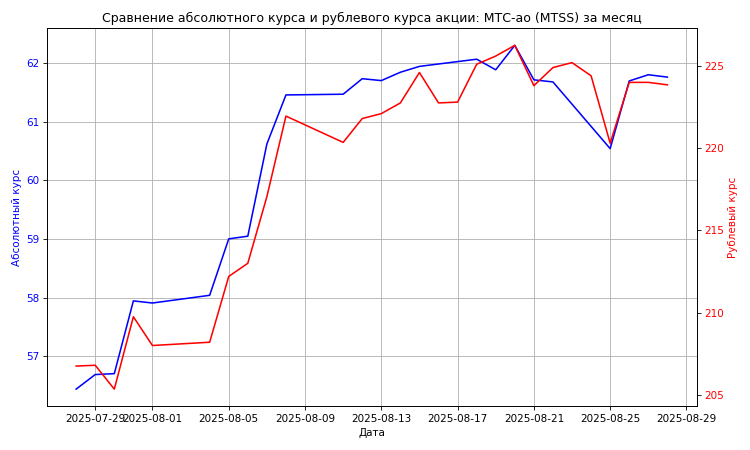 Сравнение абсолютного курса и рублевого курса акции: МТС-ао (MTSS) за месяц
Абсолютный курс
62
61
60
59
58
57
225
220
215
210
205
Рублевый курс
2025-07-29 2025-08-01 2025-08-05 2025-08-09 2025-08-13 2025-08-17 2025-08-21 2025-08-25 2025-08-29
Дата